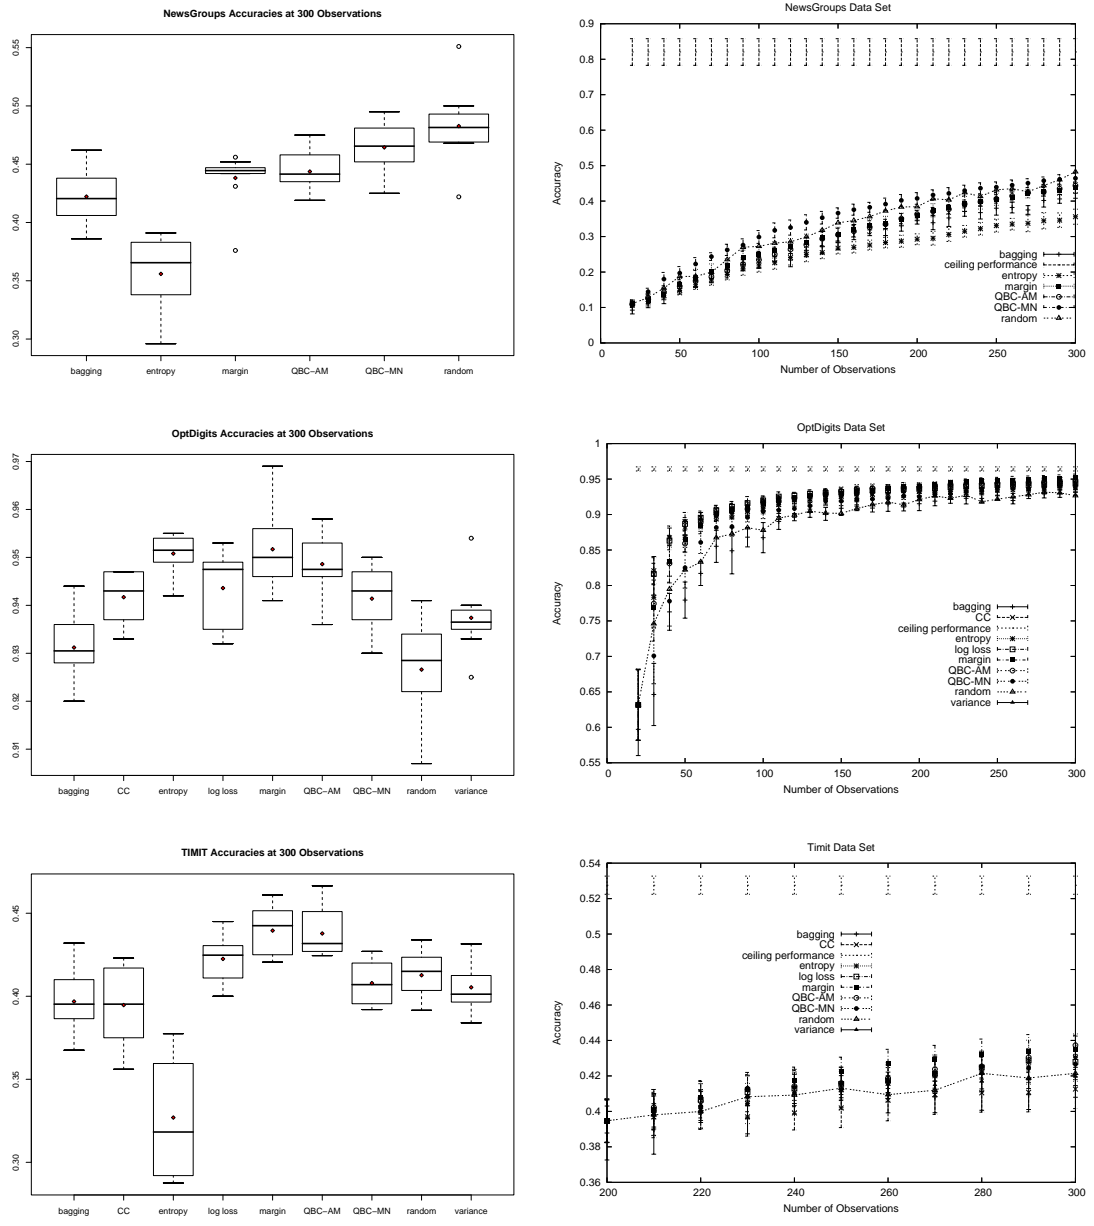 NewsGroups Accuracies at 300 Observations
0.55
0.50
0.45
0.40
0.35
0.30
bagging entropy margin QBC−AM QBC−MN random
NewsGroups Data Set
0.9
0.8
0.7
0.6
0.5
0.4
0.3
0.2
0.1
0
Accuracy
bagging
ceiling performance
entropy
margin
QBC-AM
QBC-MN
random
0 50 100 150 200 250 300
Number of Observations
OptDigits Accuracies at 300 Observations
0.97
0.96
0.95
0.94
0.93
0.92
0.91
bagging CC entropy log loss margin QBC−AM QBC−MN random variance
OptDigits Data Set
1
0.95
0.9
0.85
0.8
0.75
0.7
0.65
0.6
0.55
Accuracy
bagging
CC
ceiling performance
entropy
log loss
margin
QBC-AM
QBC-MN
random
variance
0 50 100 150 200 250 300
Number of Observations
TIMIT Accuracies at 300 Observations
0.45
0.40
0.35
0.30
bagging CC entropy log loss margin QBC−AM QBC−MN random variance
Timit Data Set
0.54
0.52
0.5
0.48
0.46
0.44
0.42
0.4
0.38
0.36
Accuracy
bagging
CC
ceiling performance
entropy
log loss
margin
QBC-AM
QBC-MN
random
variance
200 220 240 260 280 300
Number of Observations